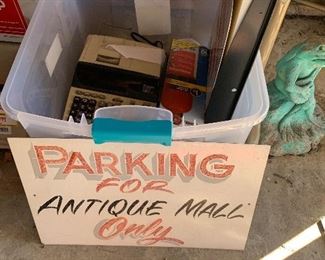 PARKING
FOR
ANTIQUE MALL
Only